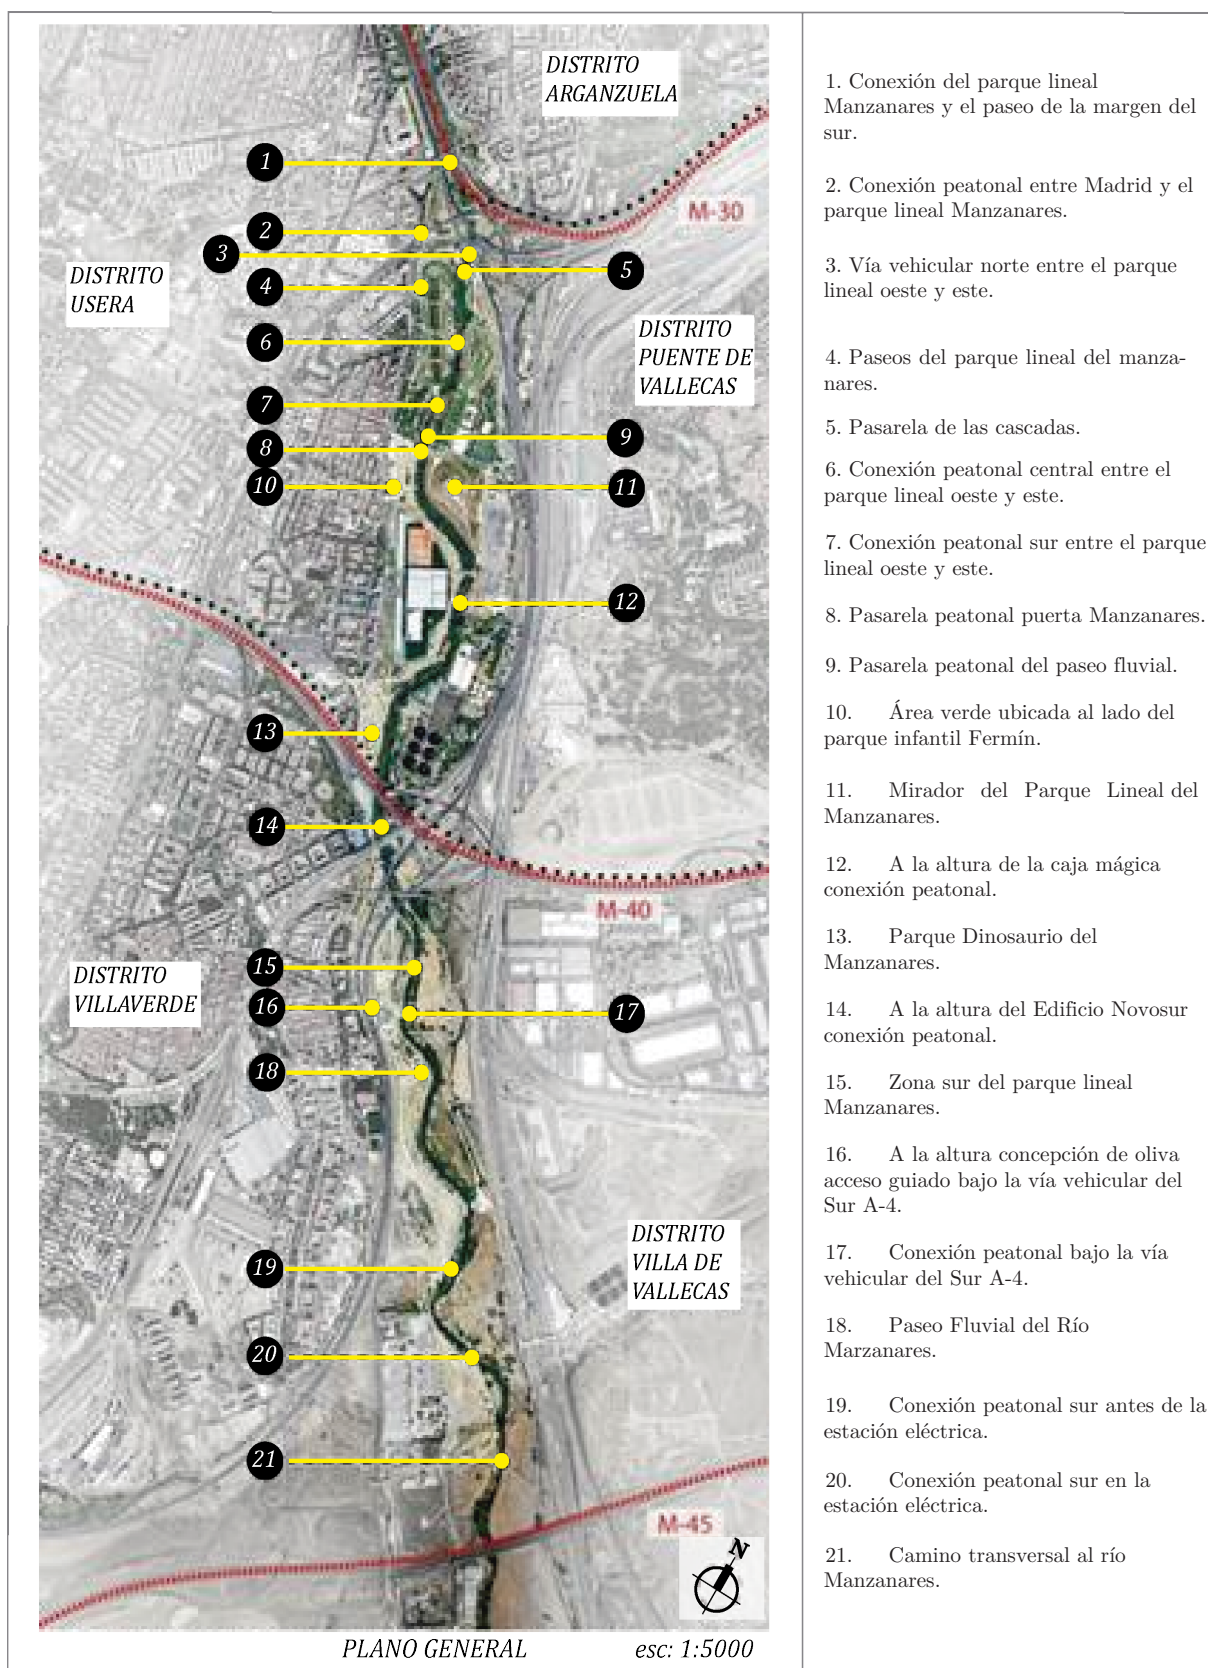 DISTRITO
ARGANZUELA
1
M-30
2
3
5
DISTRITO
USERA
4
DISTRITO
PUENTE DE
VALLECAS
6
7
8
9
10
11
12
13
14
M-40
DISTRITO
VILLAVERDE
15
16
17
18
DISTRITO
VILLA DE
VALLECAS
19
20
21
M-45
N
PLANO GENERAL esc: 1:5000
1. Conexión del parque lineal
Manzanares y el paseo de la margen del
sur.
2. Conexión peatonal entre Madrid y el
parque lineal Manzanares.
3. Vía vehicular norte entre el parque
lineal oeste y este.
4. Paseos del parque lineal del manza-
nares.
5. Pasarela de las cascadas.
6. Conexión peatonal central entre el
parque lineal oeste y este.
7. Conexión peatonal sur entre el parque
lineal oeste y este.
8. Pasarela peatonal puerta Manzanares.
9. Pasarela peatonal del paseo fluvial.
10. Área verde ubicada al lado del
parque infantil Fermín.
11. Mirador del Parque Lineal del
Manzanares.
12. A la altura de la caja mágica
conexión peatonal.
13. Parque Dinosaurio del
Manzanares.
14. A la altura del Edificio Novosur
conexión peatonal.
15. Zona sur del parque lineal
Manzanares.
16. A la altura concepción de oliva
acceso guiado bajo la vía vehicular del
Sur A-4.
17. Conexión peatonal bajo la vía
vehicular del Sur A-4.
18. Paseo Fluvial del Río
Marzanares.
19. Conexión peatonal sur antes de la
estación eléctrica.
20. Conexión peatonal sur en la
estación eléctrica.
21. Camino transversal al río
Manzanares.